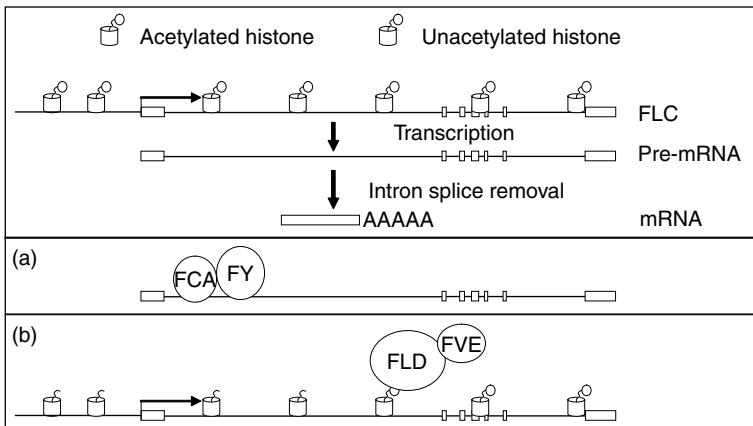 Acetylated histone
Unacetylated histone
FLC
Transcription
Pre-mRNA
Intron splice removal
AAAAA
mRNA
(a)
FCA
FY
(b)
FLD
FVE